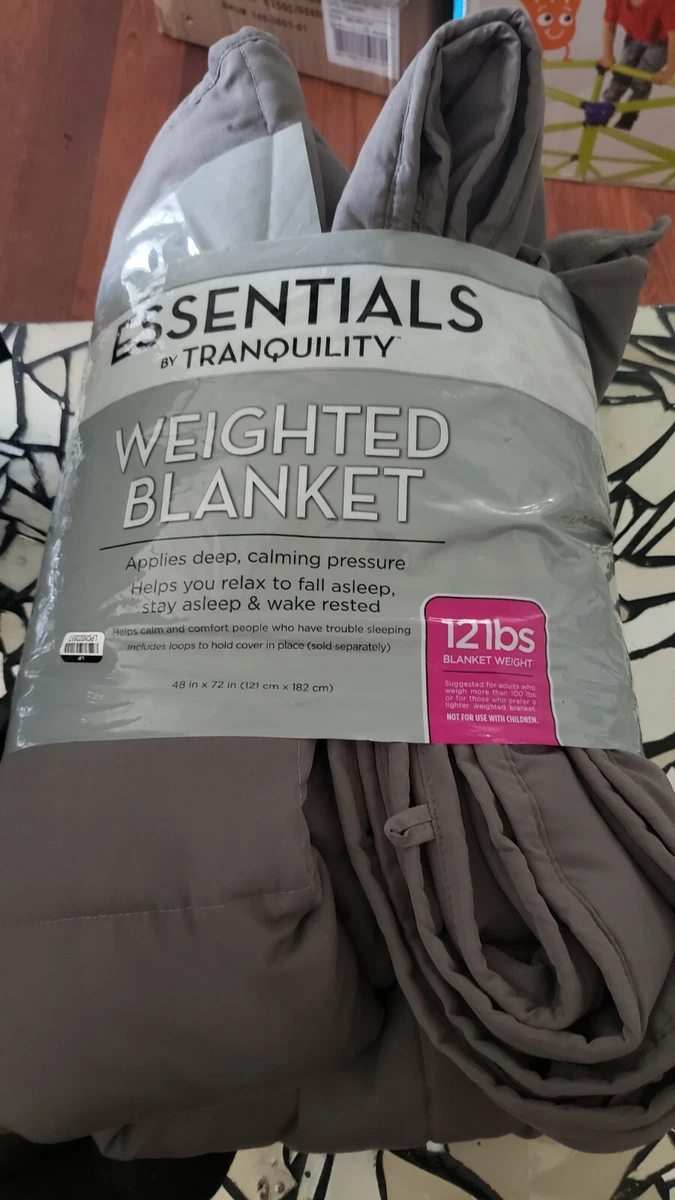 ESSENTIALS
BY TRANQUILITY™
WEIGHTED
BLANKET
Applies deep, calming pressure
Helps you relax to fall asleep,
stay asleep & wake rested
Helps calm and comfort people who have trouble sleeping
Includes loops to hold cover in place (sold separately)
48 in x 72 in (121 cm x 182 cm)
12 lbs
BLANKET WEIGHT
Suggested for adults who
weigh more than 100 lbs
or for those who prefer a
lighter weighted blanket.
NOT FOR USE WITH CHILDREN.